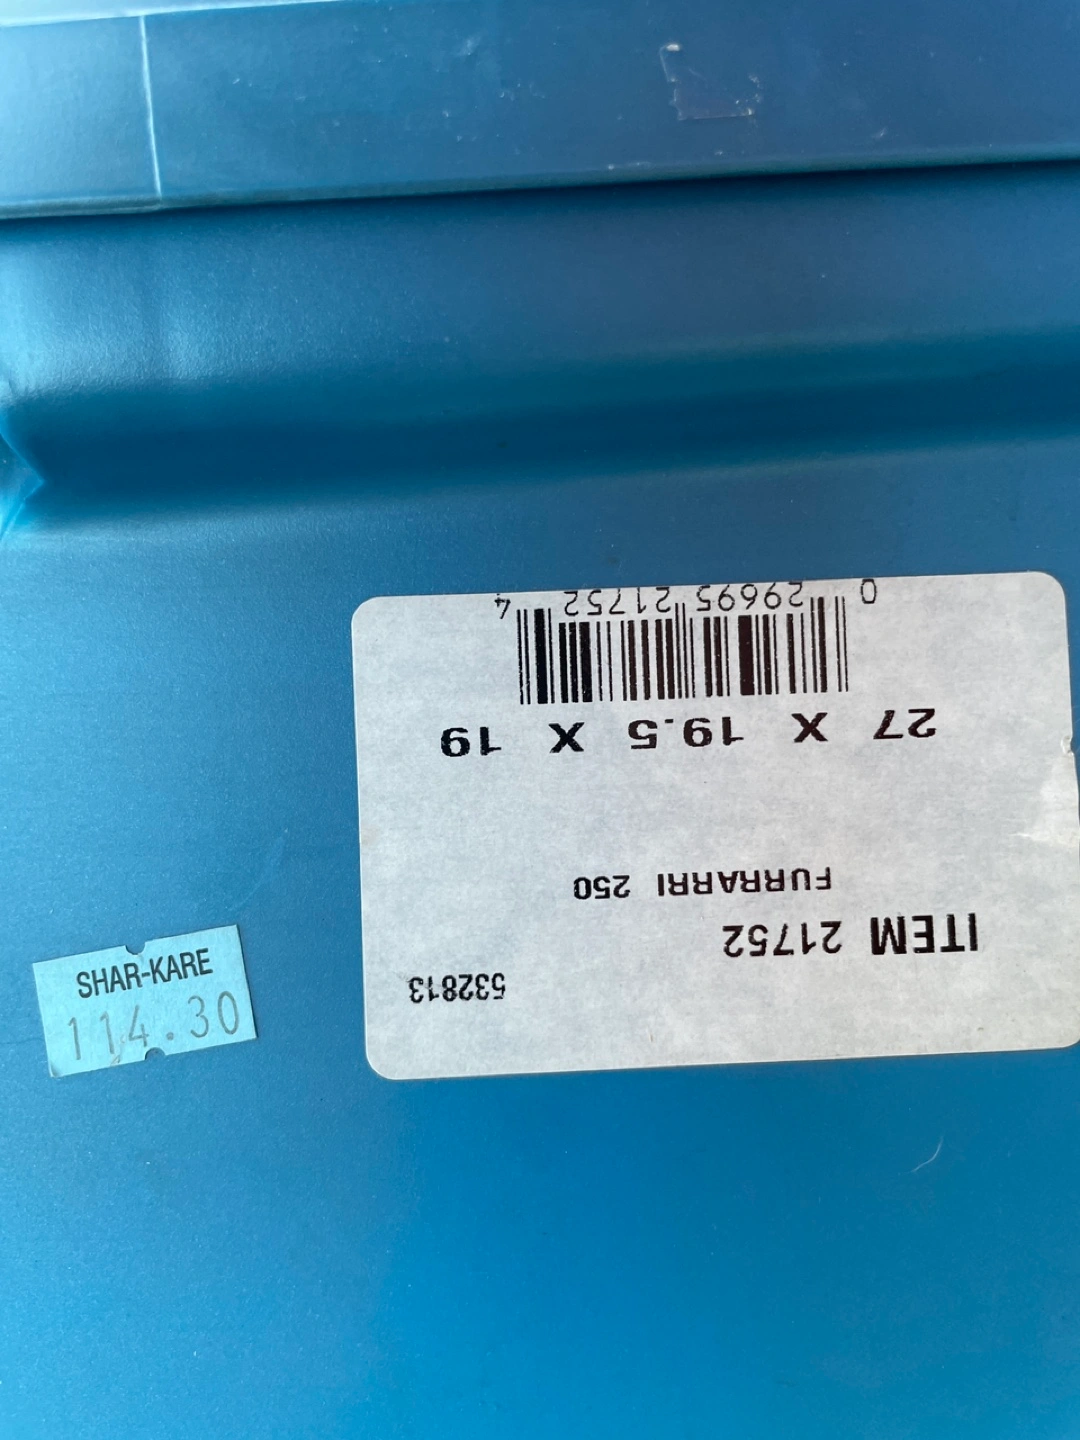 532813
ITEM 21752
FURRARRI 250
27 X 19.5 X 19
0 29695 21752 4
SHAR-KARE
114.30